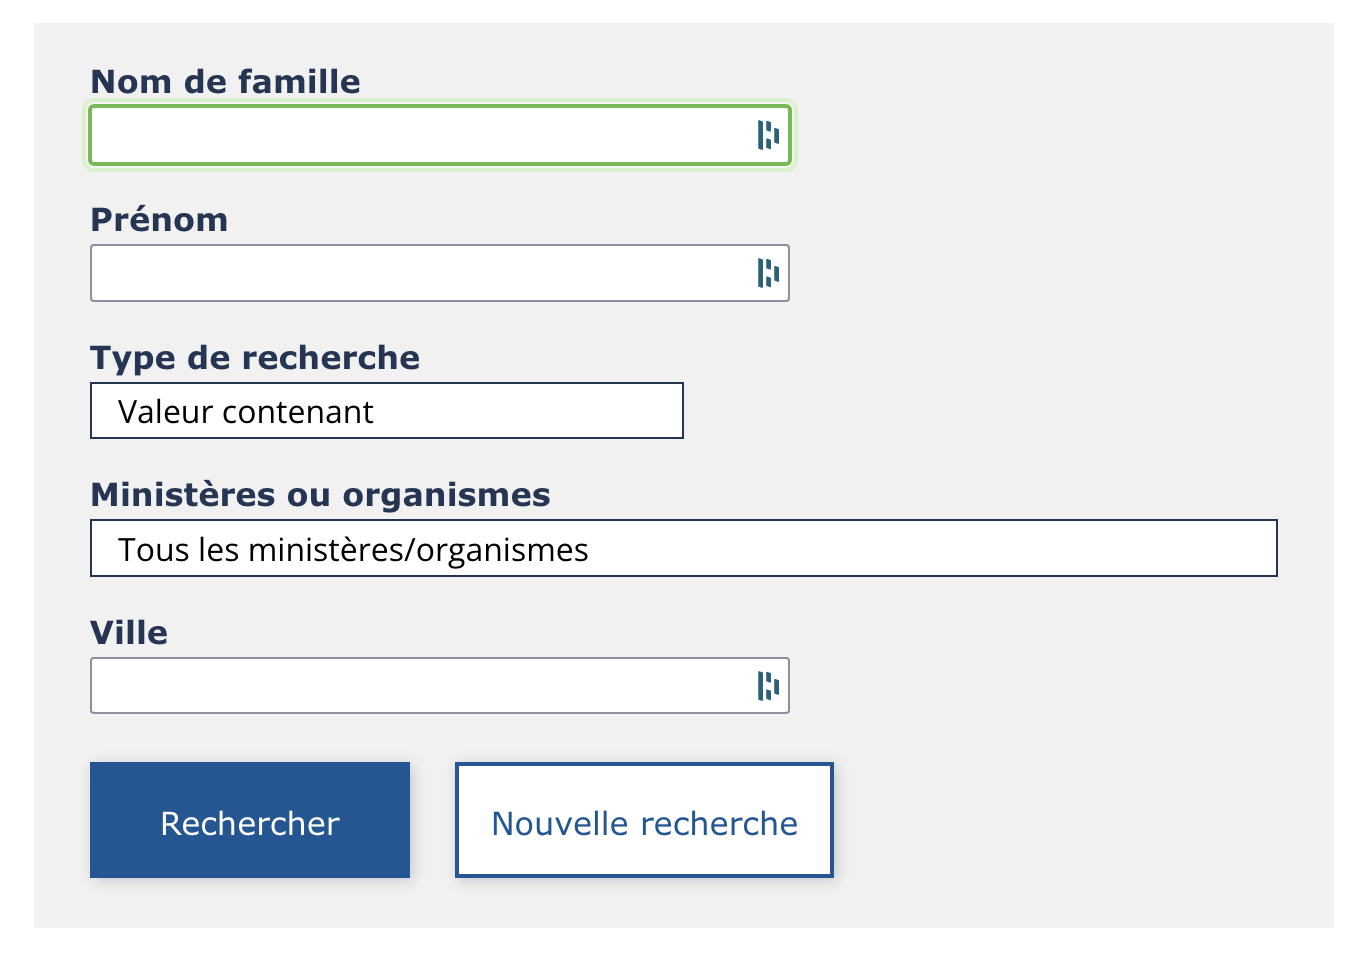 Nom de famille
Prénom
Type de recherche
Valeur contenant
Ministères ou organismes
Tous les ministères/organismes
Ville
Rechercher
Nouvelle recherche